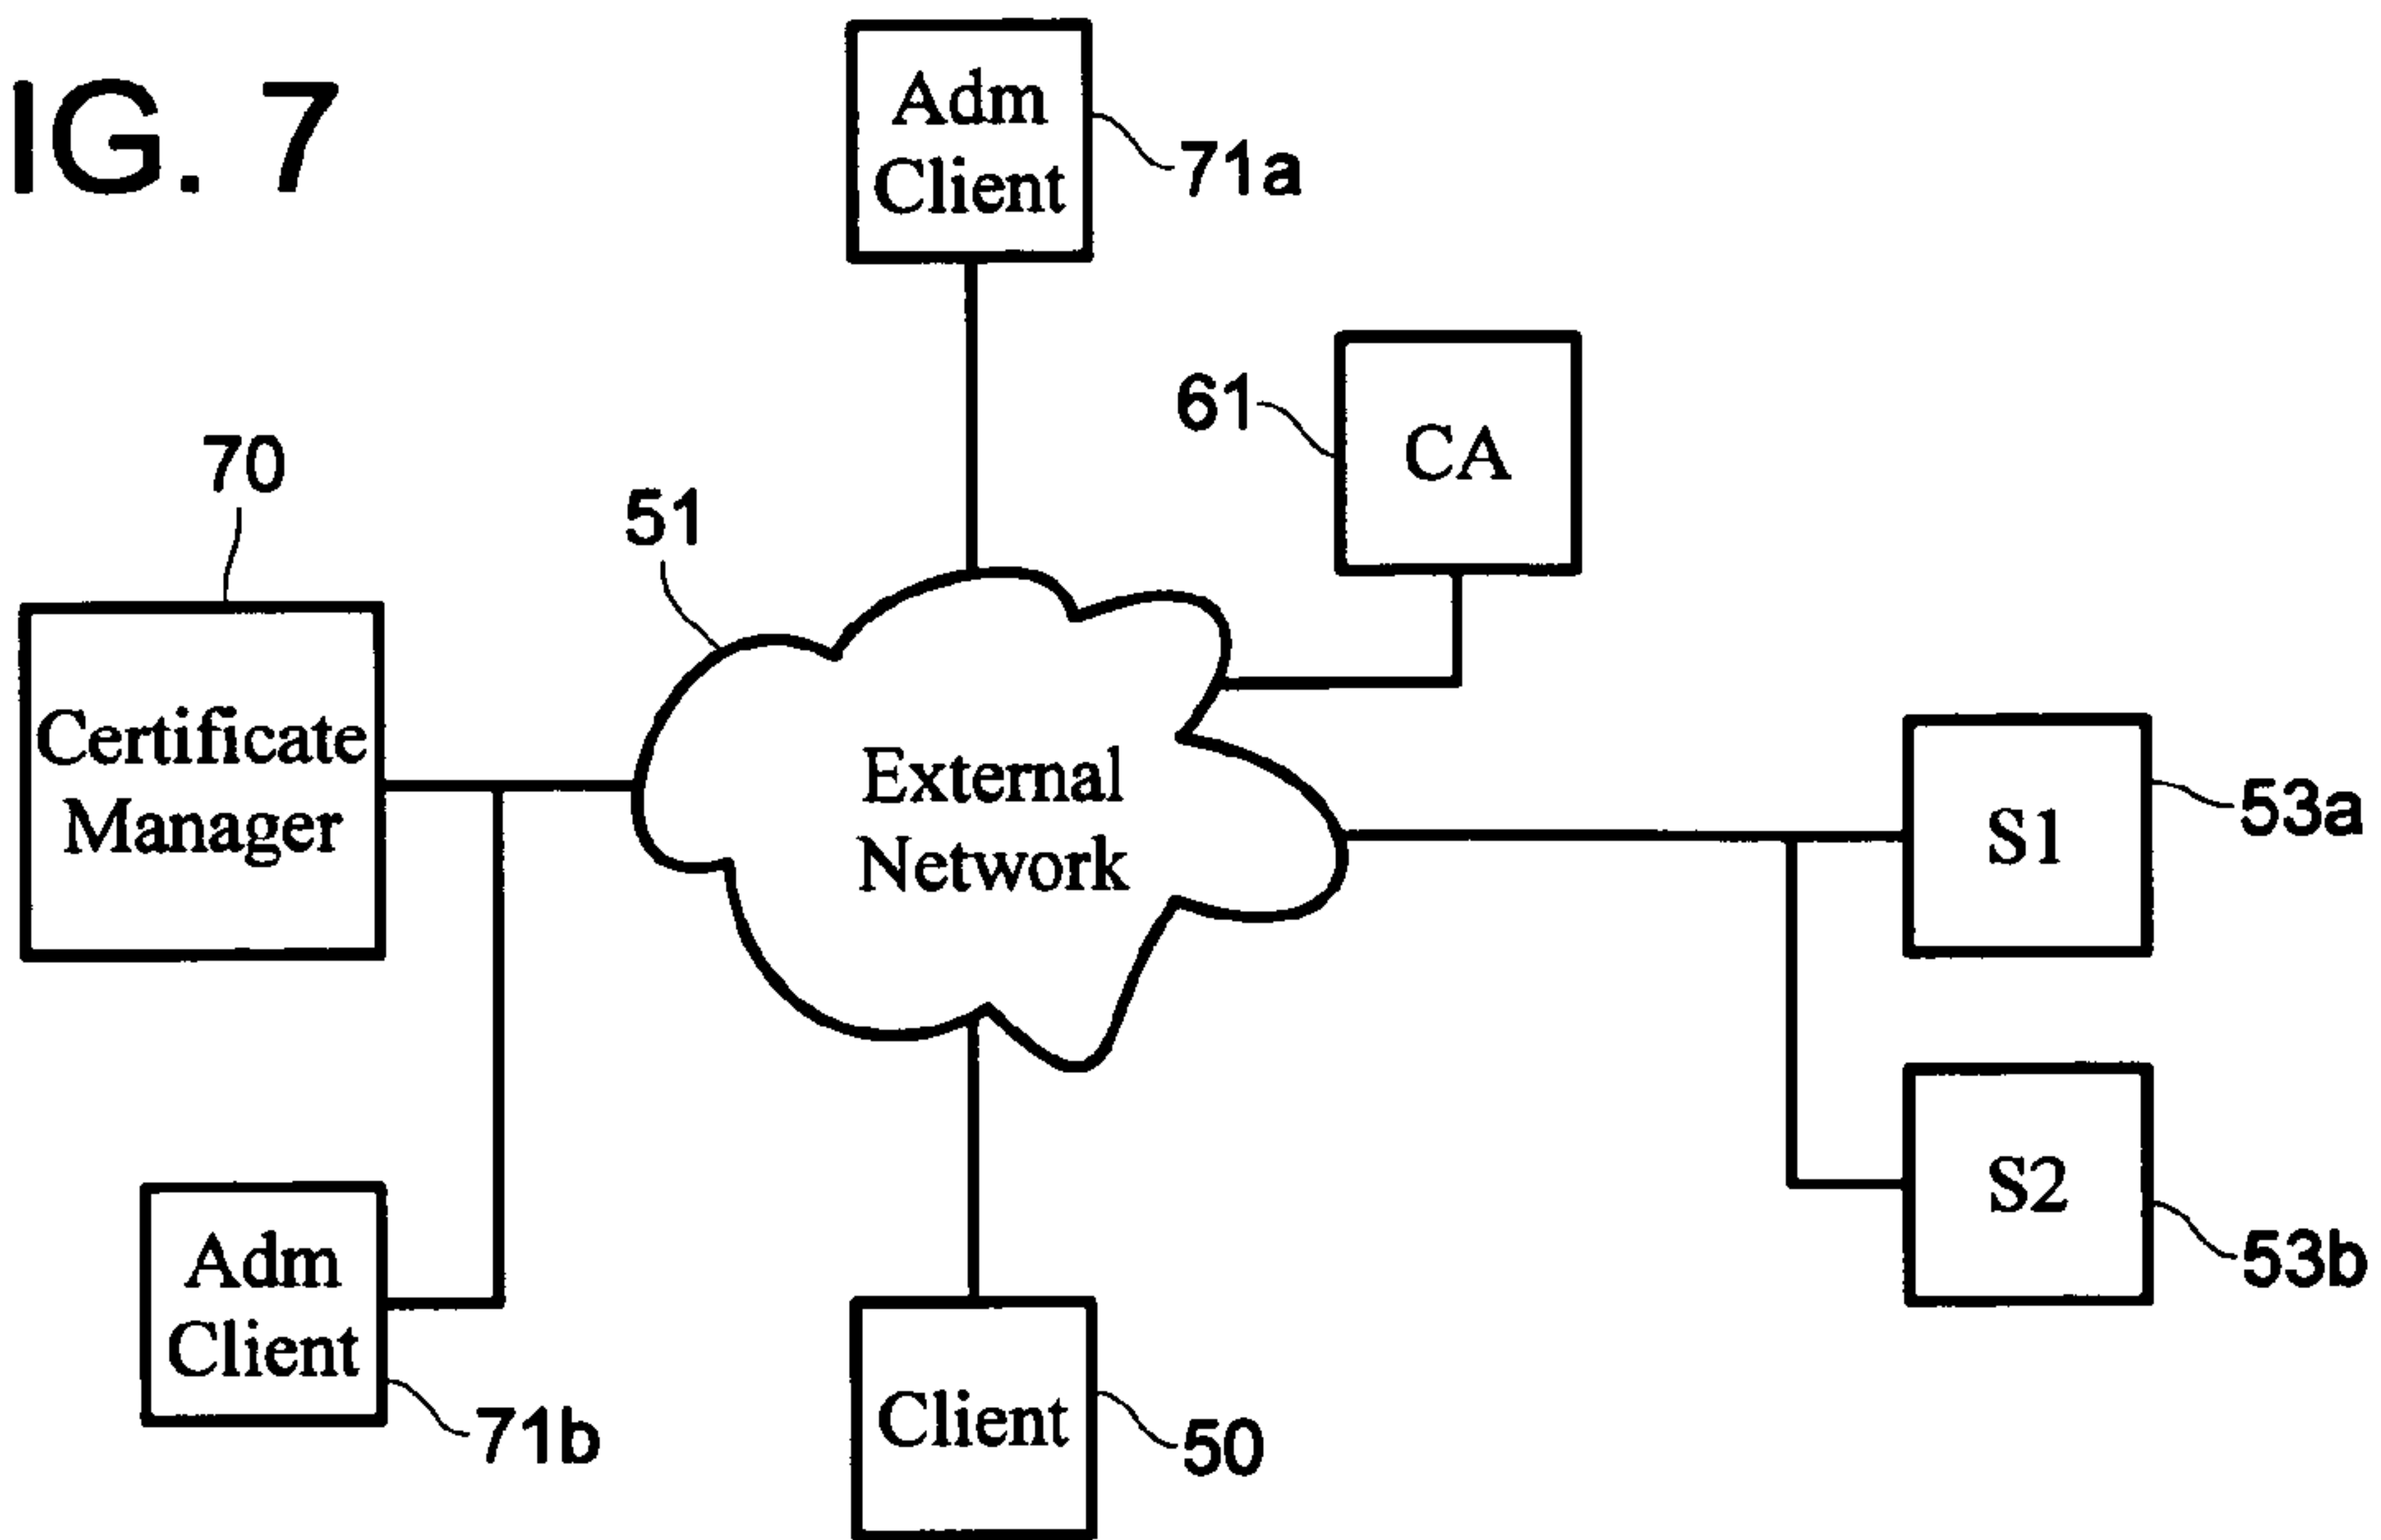 IG. 7
Adm
Client
71a
61
CA
70
51
Certificate
Manager
External
Network
S1
53a
S2
53b
Adm
Client
71b
Client
50